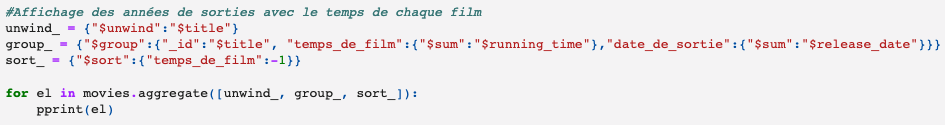 #Affichage des années de sorties avec le temps de chaque film
unwind_ = {"$unwind":"$title"}
group_ = {"$group":{"_id":"$title", "temps_de_film":{"$sum":"$running_time"},"date_de_sortie":{"$sum":"$release_date"}}}
sort_ = {"$sort":{"temps_de_film":-1}}
for el in movies.aggregate([unwind_, group_, sort_]):
    pprint(el)